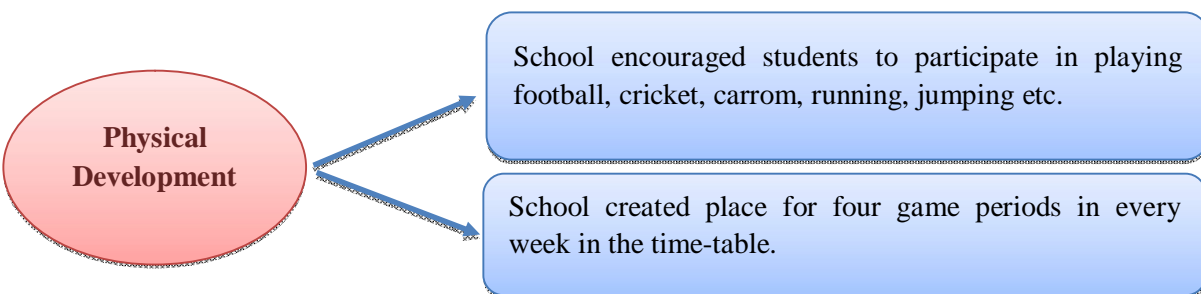 Physical
Development
School encouraged students to participate in playing
football, cricket, carrom, running, jumping etc.
School created place for four game periods in every
week in the time-table.